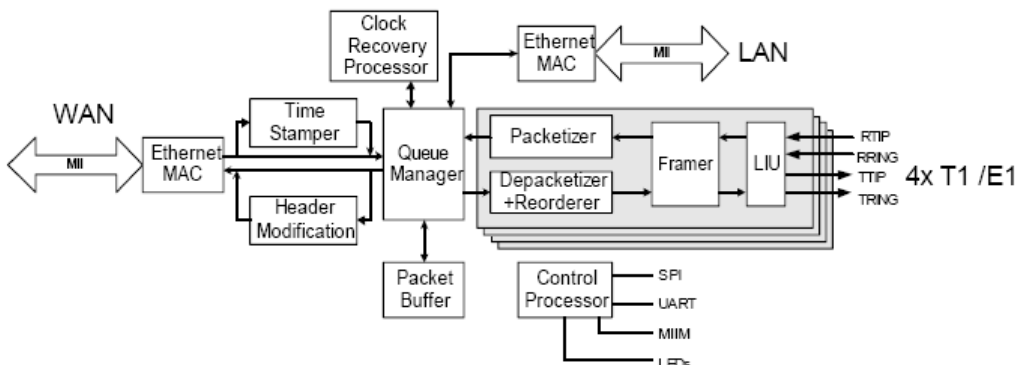 Clock
Recovery
Processor
Ethernet
MAC
MII
LAN
WAN
MII
Ethernet
MAC
Time
Stamper
Header
Modification
Queue
Manager
Packet
Buffer
Packetizer
Depacketizer
+Reorderer
Framer
LIU
RTIP
RRING
TTIP
TRING
4x T1 /E1
Control
Processor
SPI
UART
MIIM
LEDs